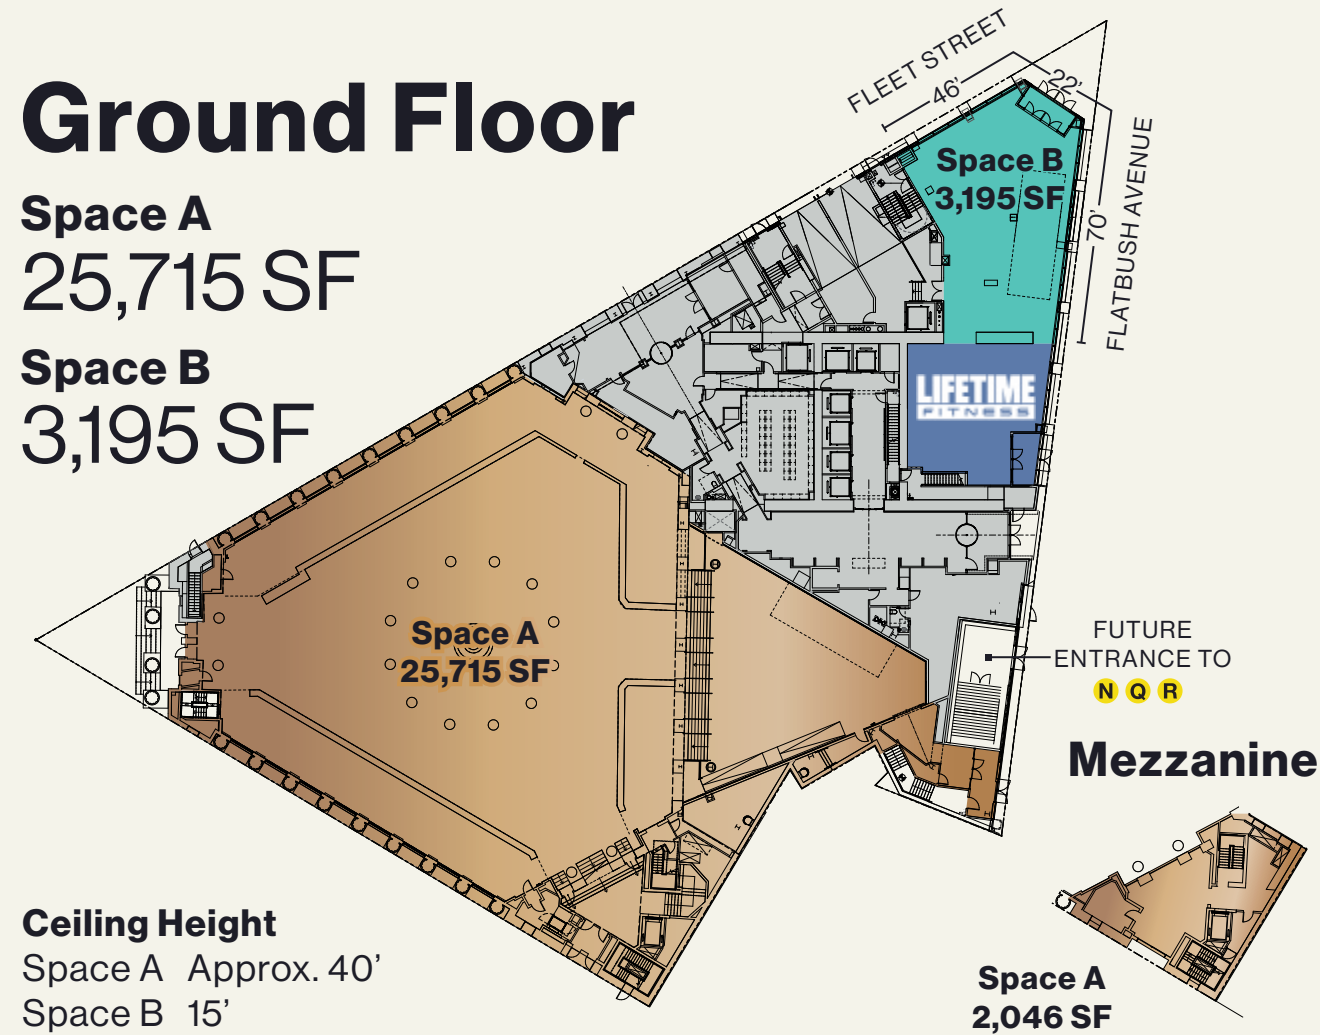 Ground Floor
Space A
25,715 SF
Space B
3,195 SF
FLEET STREET
46’
22’
70’
FLATBUSH AVENUE
Space B
3,195 SF
LIFETIME
FITNESS
Space A
25,715 SF
FUTURE
ENTRANCE TO
N Q R
Mezzanine
Space A
2,046 SF
Ceiling Height
Space A Approx. 40’
Space B 15’